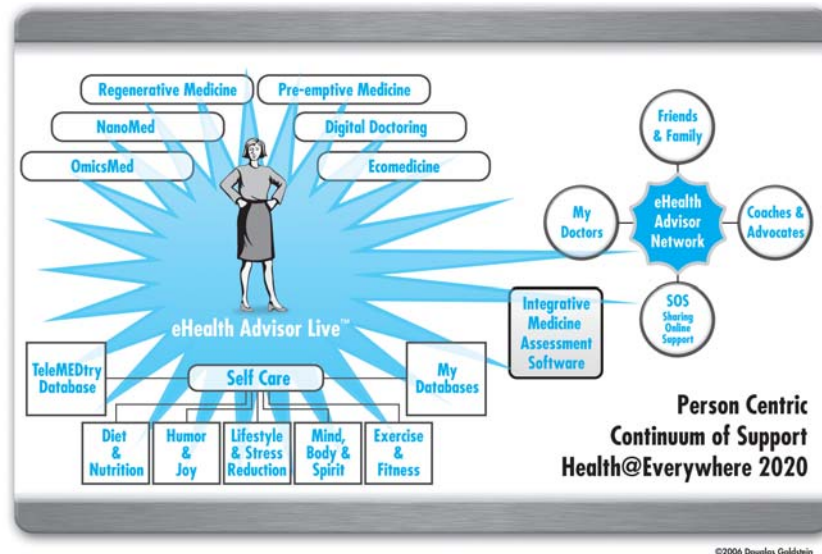 Regenerative Medicine
Pre-emptive Medicine
NanoMed
Digital Doctoring
OmicsMed
Ecomedicine
eHealth Advisor Live™
TeleMEDtry
Database
Self Care
My
Databases
Diet
&
Nutrition
Humor
&
Joy
Lifestyle
& Stress
Reduction
Mind,
Body &
Spirit
Exercise
&
Fitness
Integrative
Medicine
Assessment
Software
Friends
& Family
My
Doctors
eHealth
Advisor
Network
Coaches &
Advocates
SOS
Sharing
Online
Support
Person Centric
Continuum of Support
Health@Everywhere 2020
©2006 Douglas Goldstein